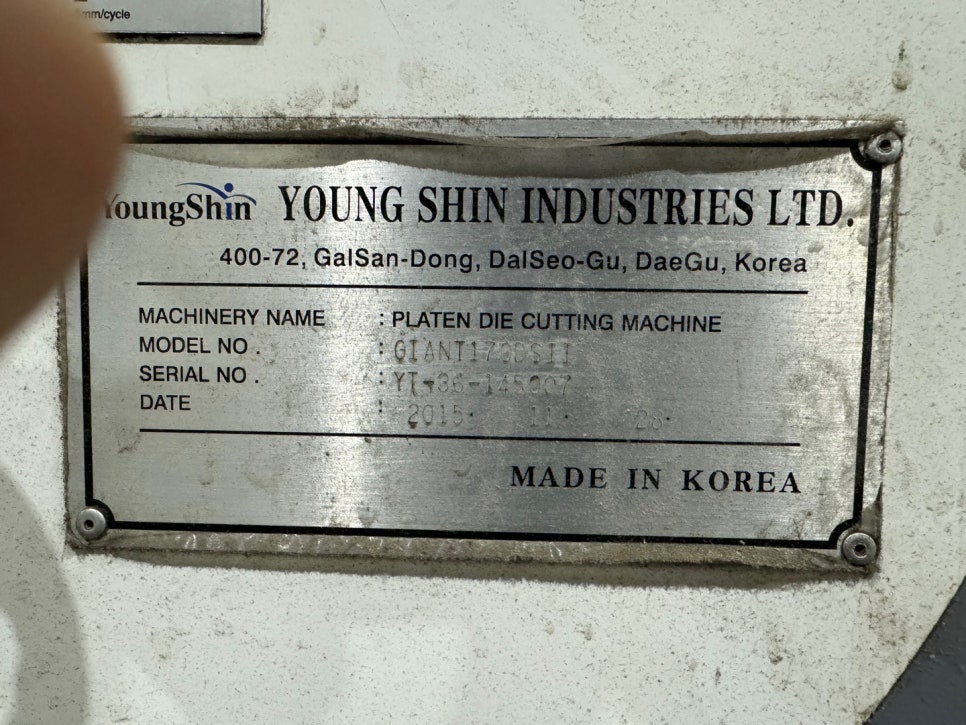 mm/cycle
YoungShin YOUNG SHIN INDUSTRIES LTD.
400-72, GalSan-Dong, DalSeo-Gu, DaeGu, Korea
MACHINERY NAME : PLATEN DIE CUTTING MACHINE
MODEL NO . :
SERIAL NO . :
DATE : 2015. 11.
MADE IN KOREA